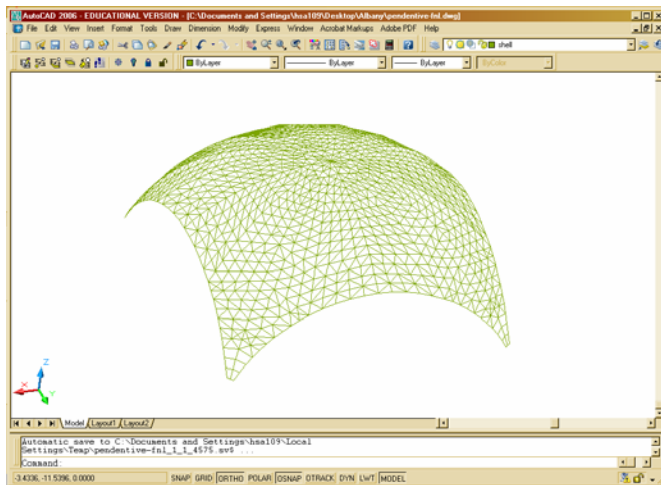 AutoCAD 2006 - EDUCATIONAL VERSION - [C:\Documents and Settings\hsa109\Desktop\Albany\pendentive-fnl.dwg]
File Edit View Insert Format Tools Draw Dimension Modify Express Window Acrobat Markups Adobe PDF Help
shell
ByLayer ByLayer ByLayer ByColor
Z
X
Y
Model Layout1 Layout2
Automatic save to C:\Documents and Settings\hsa109\Local
Settings\Temp\pendentive-fnl_1_1_4575.sv$ ...
Command:
-3.4336, -11.5396, 0.0000 SNAP GRID ORTHO POLAR OSNAP OTRACK DYN LWT MODEL